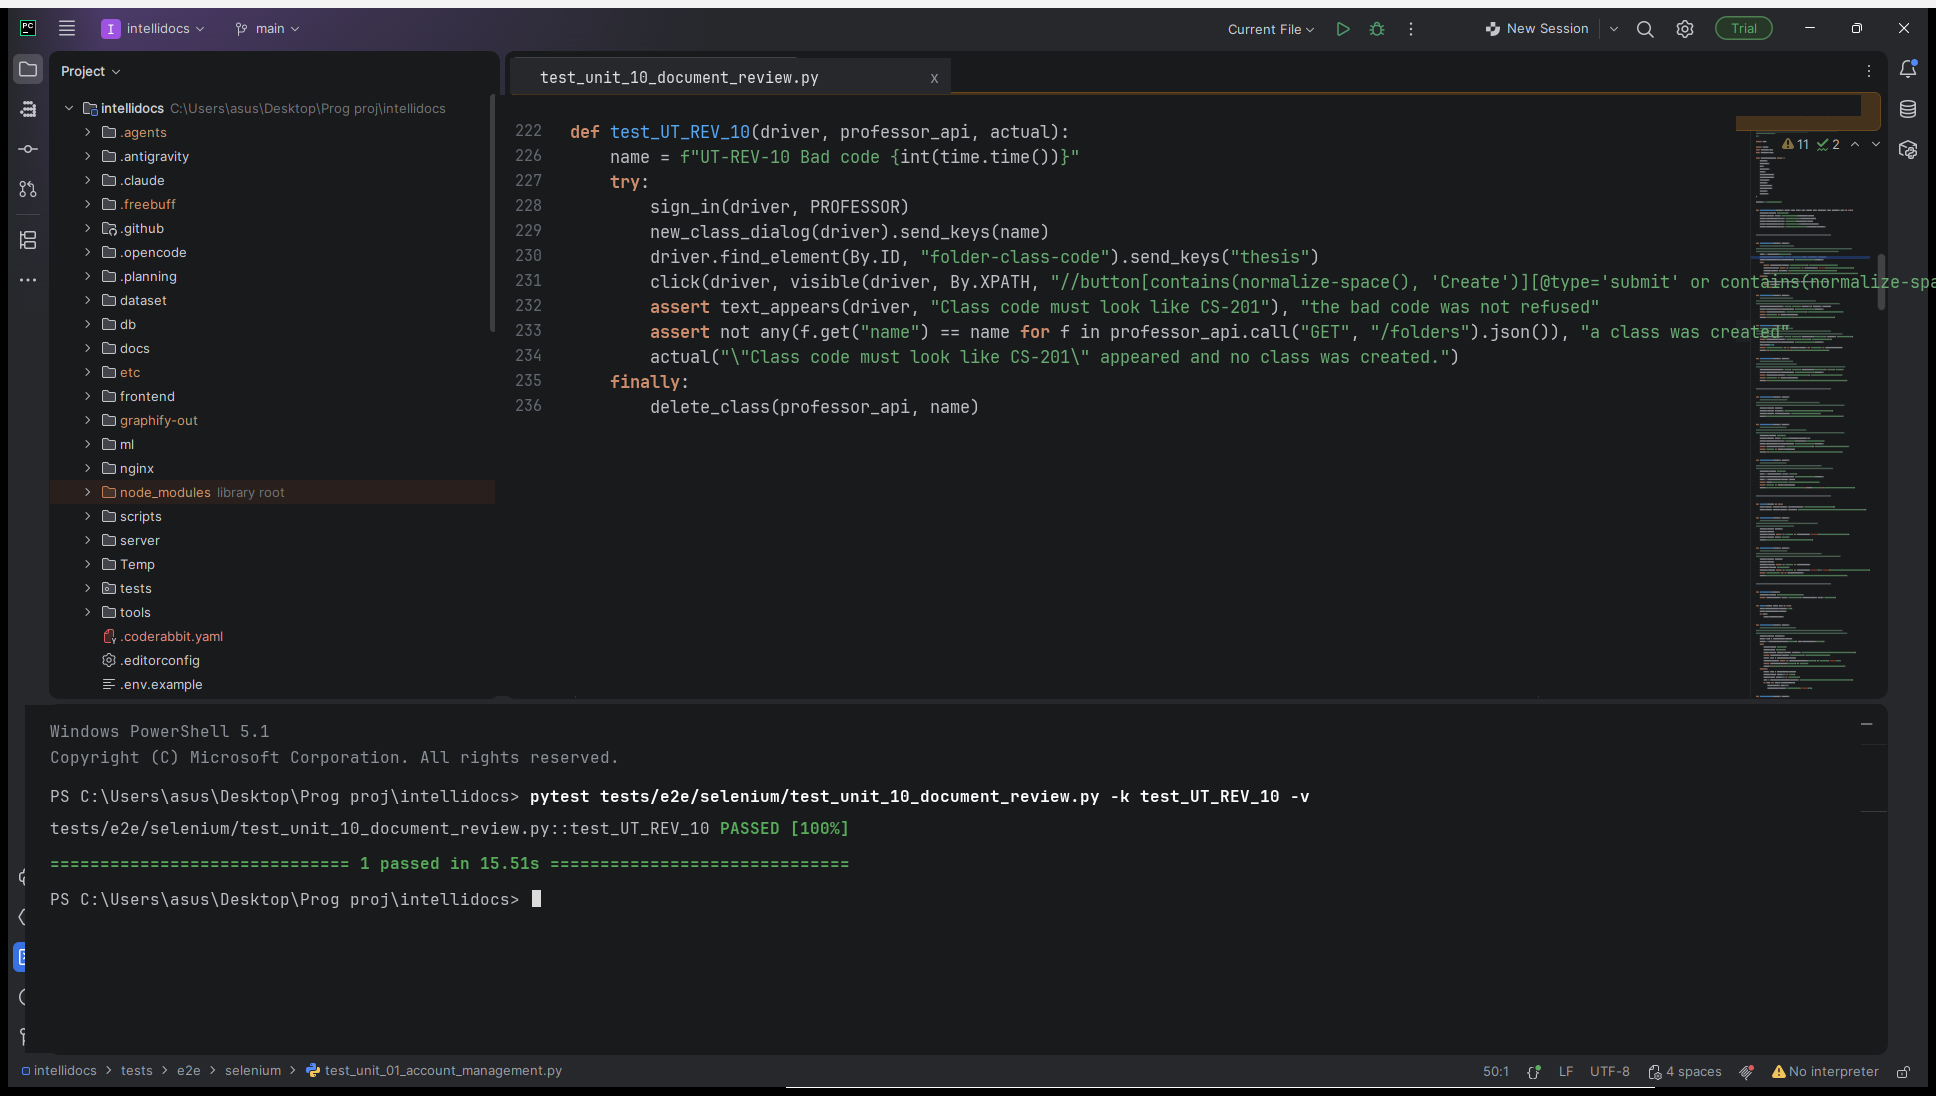 PC
I intellidocs
main
Current File
New Session
Trial
Project
intellidocs C:\Users\asus\Desktop\Prog proj\intellidocs
.agents
.antigravity
.claude
.freebuff
.github
.opencode
.planning
dataset
db
docs
etc
frontend
graphify-out
ml
nginx
node_modules library root
scripts
server
Temp
tests
tools
.coderabbit.yaml
.editorconfig
.env.example
test_unit_10_document_review.py x
11 2
222 def test_UT_REV_10(driver, professor_api, actual):
226 name = f"UT-REV-10 Bad code {int(time.time())}"
227 try:
228 sign_in(driver, PROFESSOR)
229 new_class_dialog(driver).send_keys(name)
230 driver.find_element(By.ID, "folder-class-code").send_keys("thesis")
231 click(driver, visible(driver, By.XPATH, "//button[contains(normalize-space(), 'Create')][@type='submit' or contains(normalize-spa
232 assert text_appears(driver, "Class code must look like CS-201"), "the bad code was not refused"
233 assert not any(f.get("name") == name for f in professor_api.call("GET", "/folders").json()), "a class was created"
234 actual("\"Class code must look like CS-201\" appeared and no class was created.")
235 finally:
236 delete_class(professor_api, name)
Windows PowerShell 5.1
Copyright (C) Microsoft Corporation. All rights reserved.
PS C:\Users\asus\Desktop\Prog proj\intellidocs> pytest tests/e2e/selenium/test_unit_10_document_review.py -k test_UT_REV_10 -v
tests/e2e/selenium/test_unit_10_document_review.py::test_UT_REV_10 PASSED [100%]
============================== 1 passed in 15.51s ==============================
PS C:\Users\asus\Desktop\Prog proj\intellidocs>
intellidocs > tests > e2e > selenium > test_unit_01_account_management.py
50:1 LF UTF-8 4 spaces No interpreter